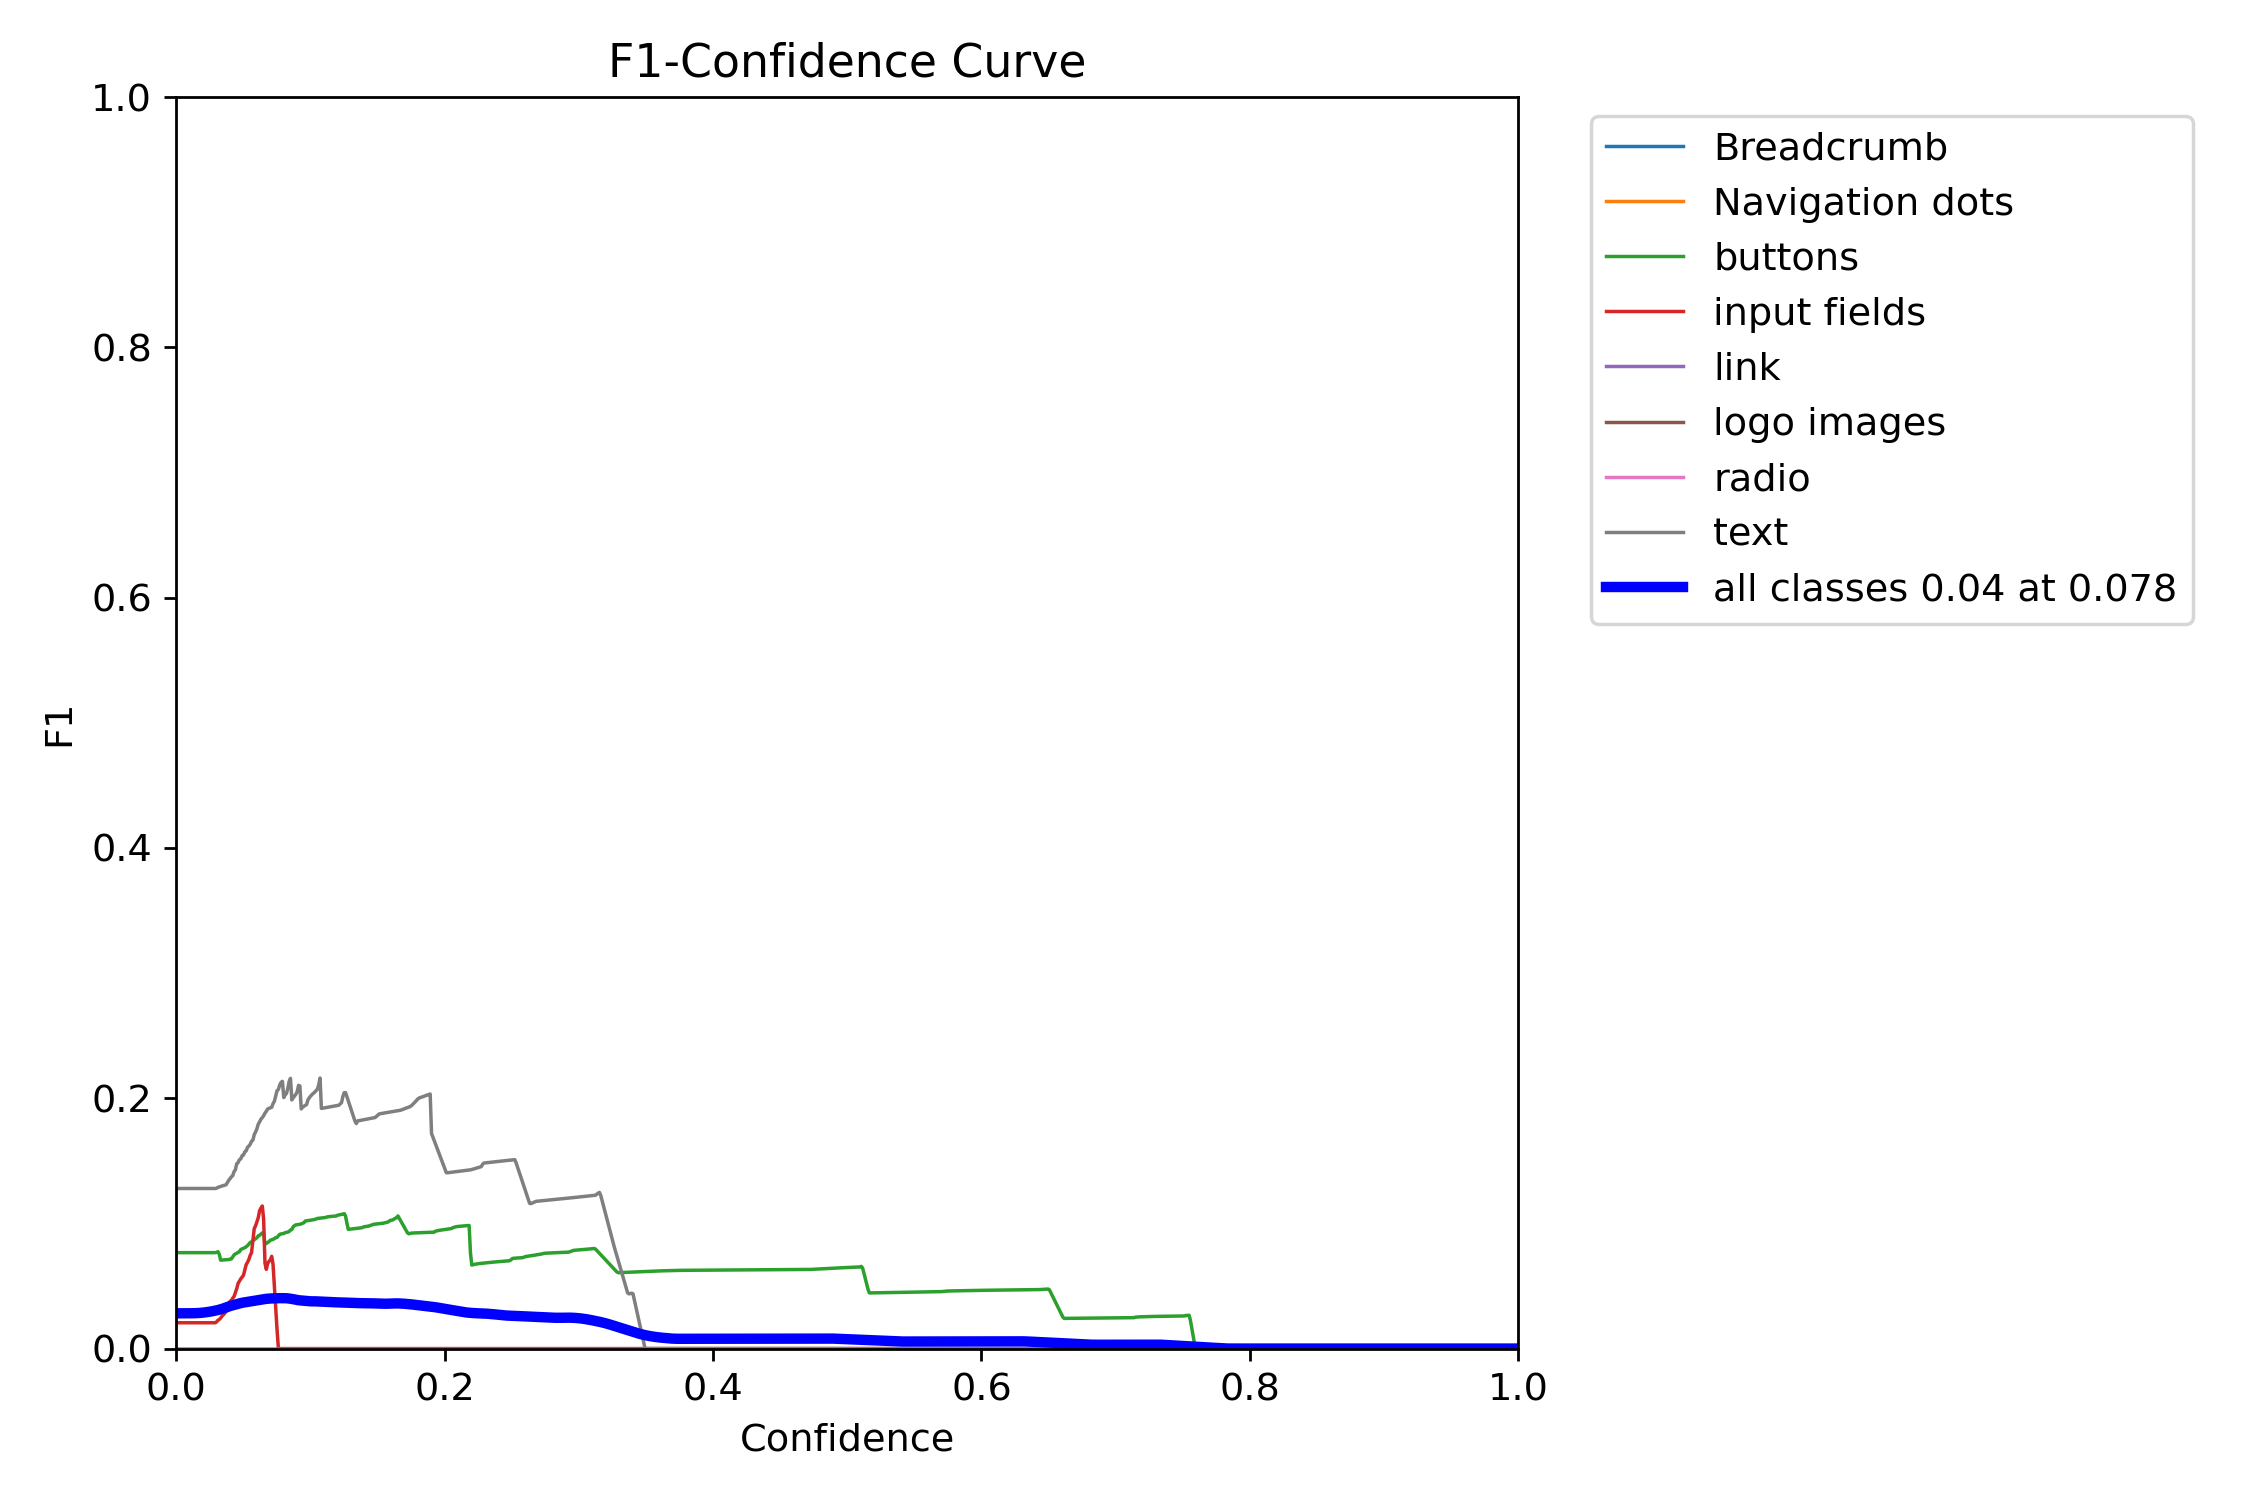 F1-Confidence Curve
1.0
0.8
0.6
0.4
0.2
0.0
F1
0.0 0.2 0.4 0.6 0.8 1.0
Confidence
Breadcrumb
Navigation dots
buttons
input fields
link
logo images
radio
text
all classes 0.04 at 0.078